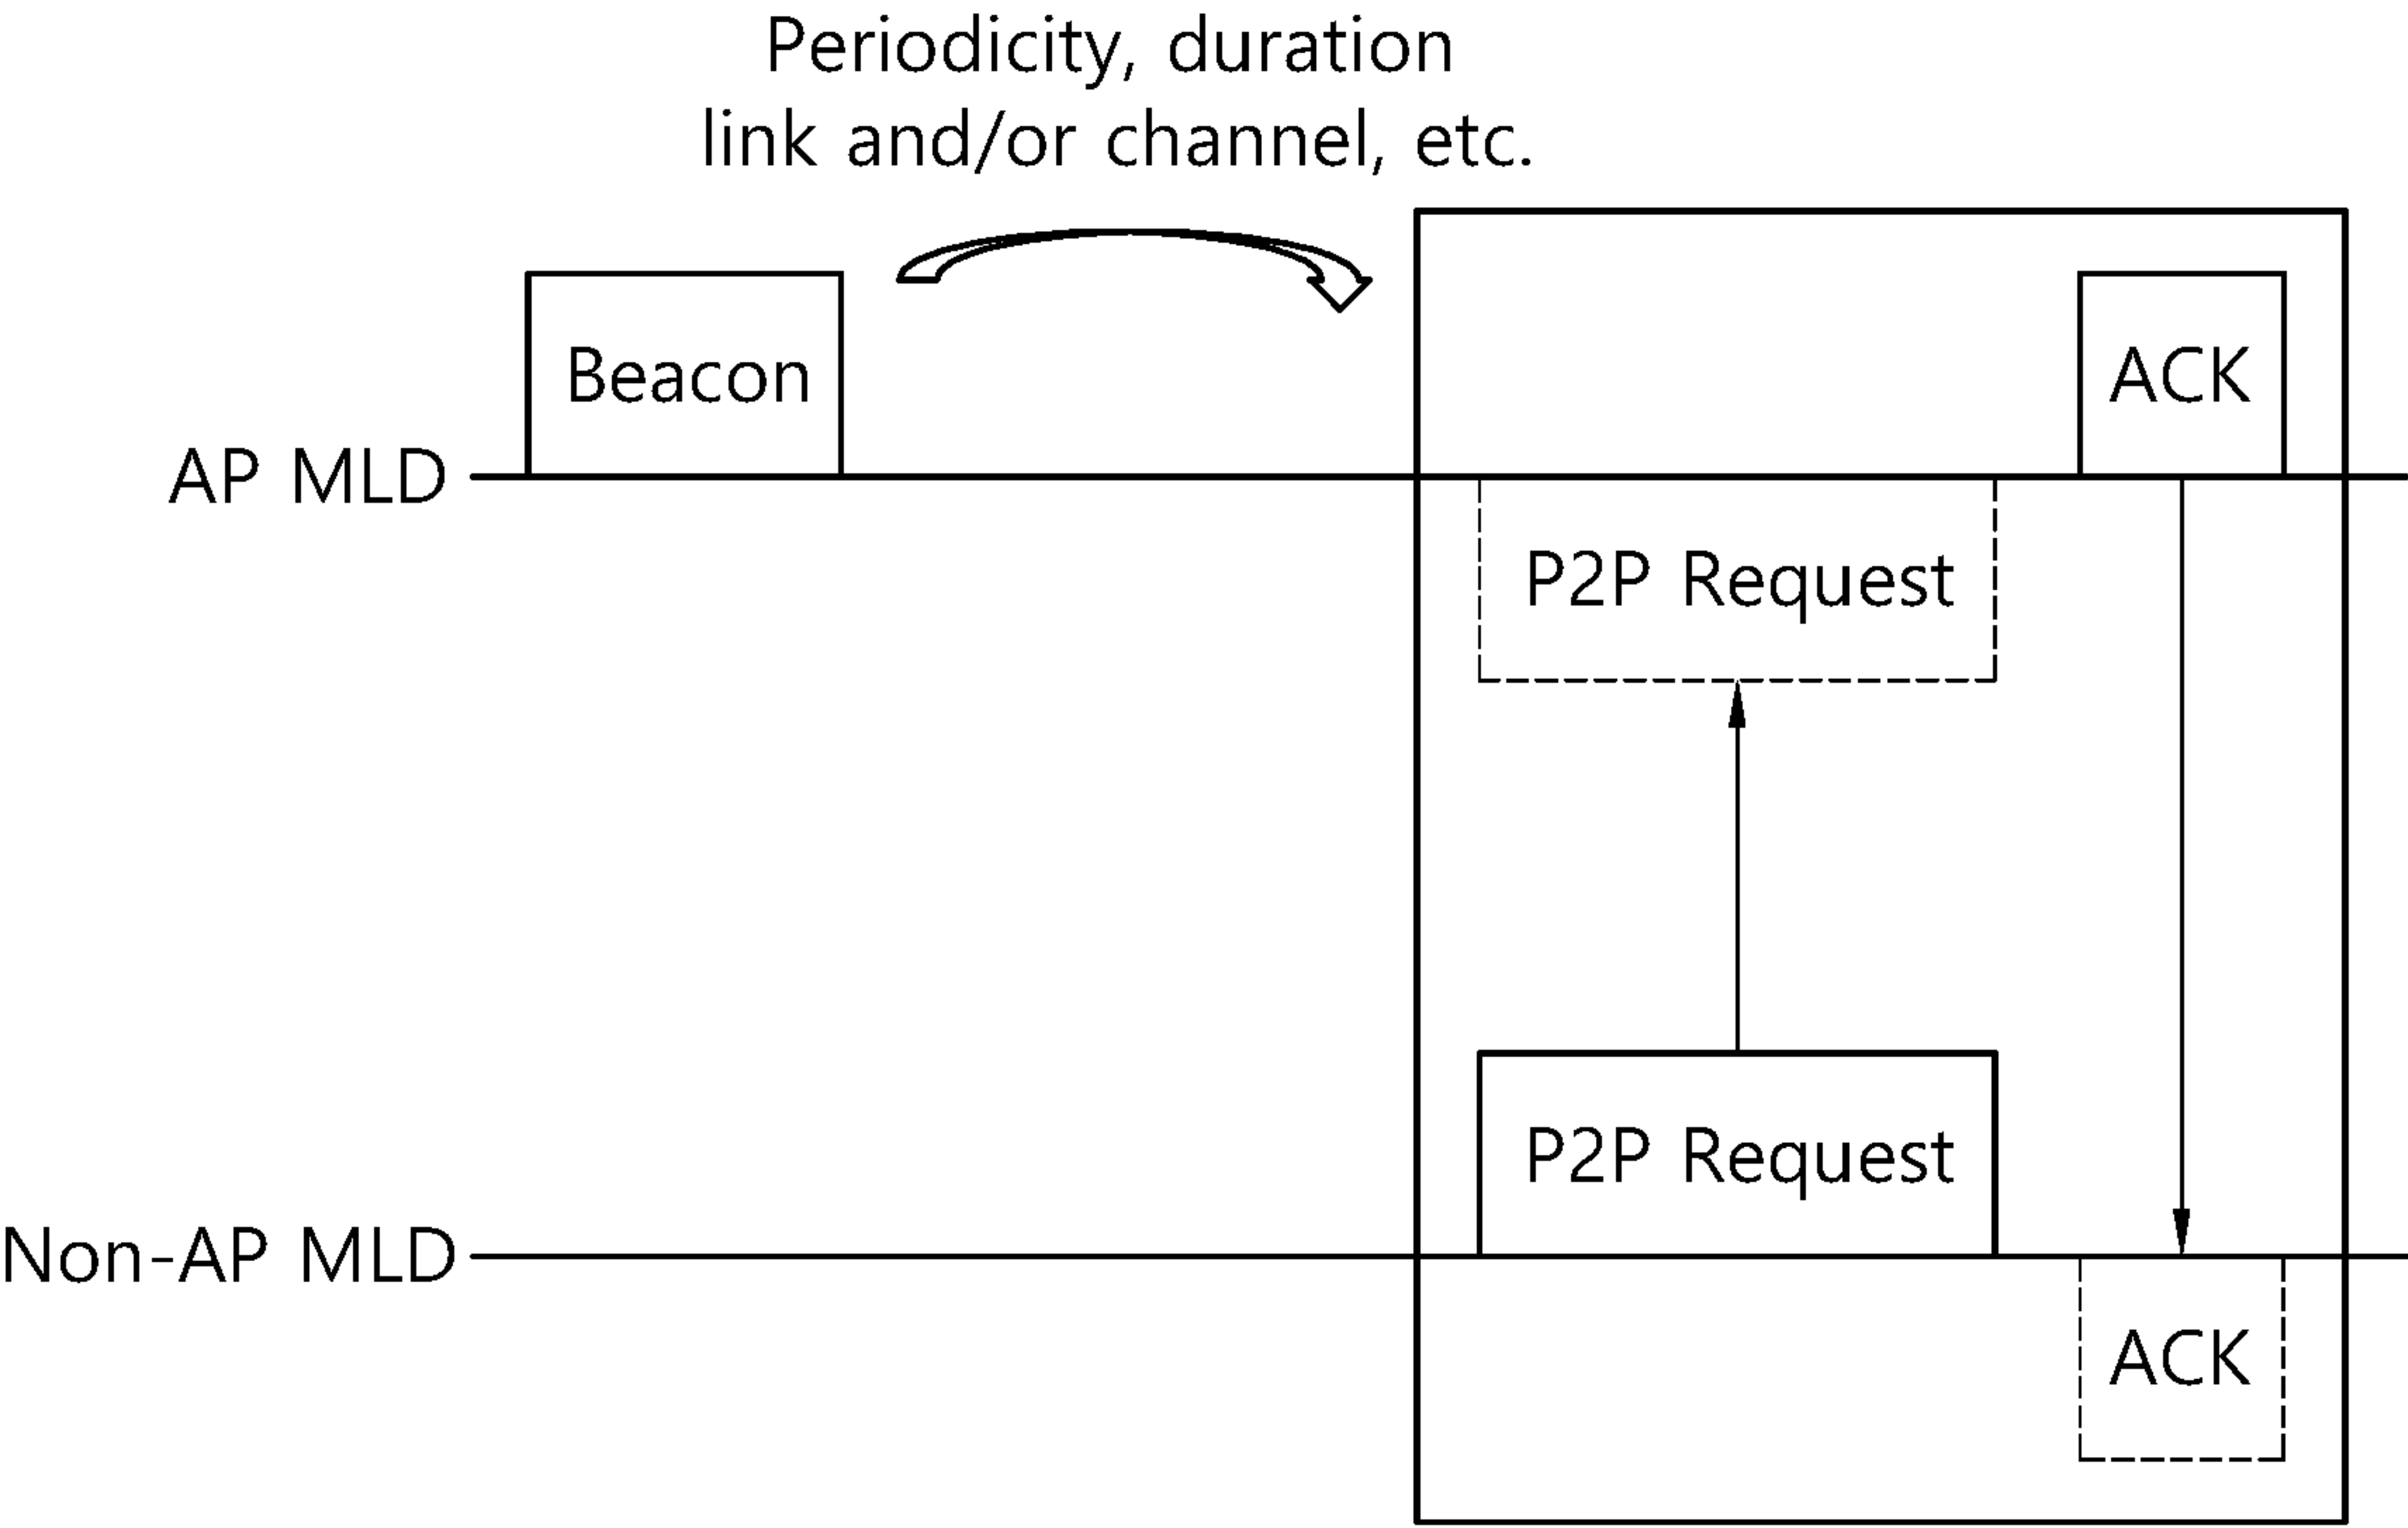 Periodicity, duration
link and/or channel, etc.
Beacon
ACK
AP MLD
P2P Request
P2P Request
Non-AP MLD
ACK